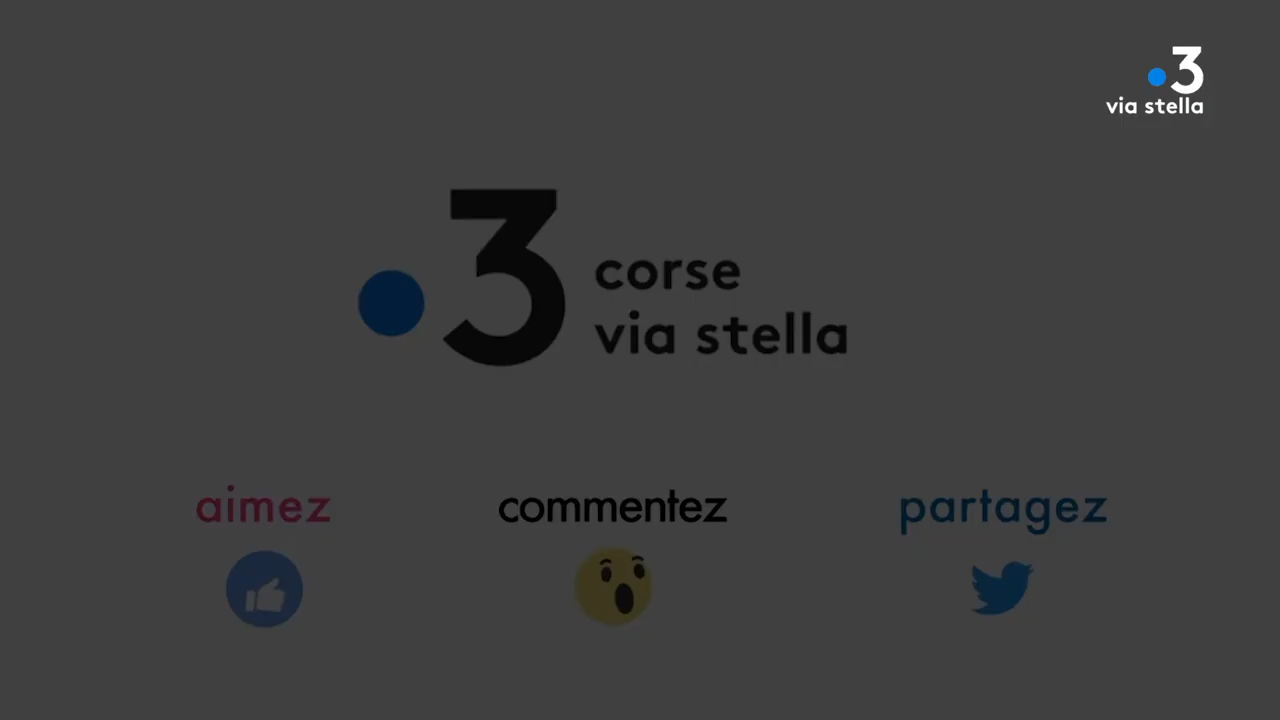 3
via stella
3
corse
via stella
aimez
commentez
partagez